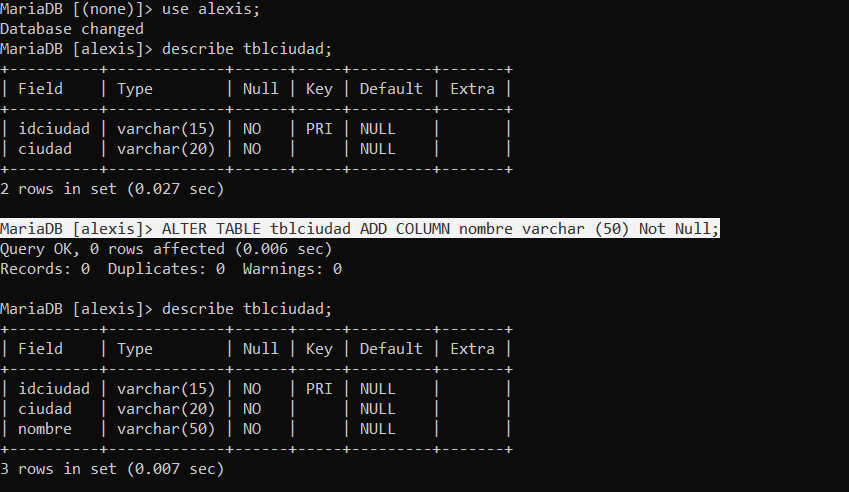 MariaDB [(none)]> use alexis;
Database changed
MariaDB [alexis]> describe tblciudad;
+----------+-------------+------+-----+---------+-------+
| Field    | Type        | Null | Key | Default | Extra |
+----------+-------------+------+-----+---------+-------+
| idciudad | varchar(15) | NO   | PRI | NULL    |       |
| ciudad   | varchar(20) | NO   |     | NULL    |       |
+----------+-------------+------+-----+---------+-------+
2 rows in set (0.027 sec)

MariaDB [alexis]> ALTER TABLE tblciudad ADD COLUMN nombre varchar (50) Not Null;
Query OK, 0 rows affected (0.006 sec)
Records: 0  Duplicates: 0  Warnings: 0

MariaDB [alexis]> describe tblciudad;
+----------+-------------+------+-----+---------+-------+
| Field    | Type        | Null | Key | Default | Extra |
+----------+-------------+------+-----+---------+-------+
| idciudad | varchar(15) | NO   | PRI | NULL    |       |
| ciudad   | varchar(20) | NO   |     | NULL    |       |
| nombre   | varchar(50) | NO   |     | NULL    |       |
+----------+-------------+------+-----+---------+-------+
3 rows in set (0.007 sec)